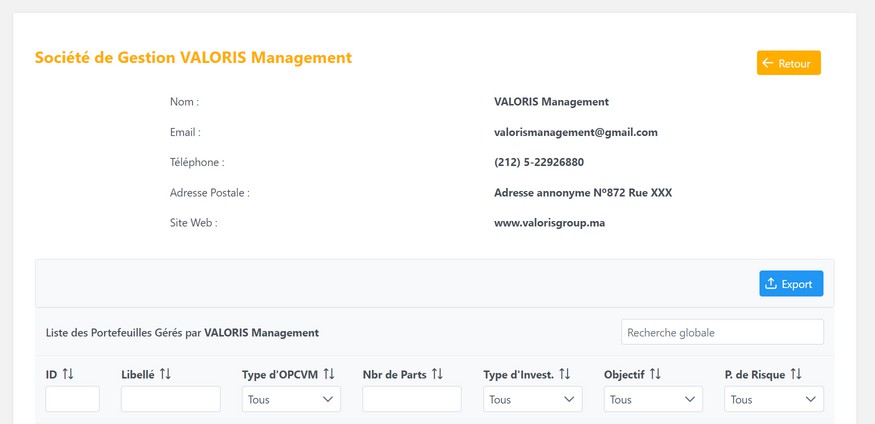 Société de Gestion VALORIS Management
Retour
Nom : VALORIS Management
Email : valorismanagement@gmail.com
Téléphone : (212) 5-22926880
Adresse Postale : Adresse annonyme Nº872 Rue XXX
Site Web : www.valorisgroup.ma
Export
Liste des Portefeuilles Gérés par VALORIS Management Recherche globale
ID Libellé Type d'OPCVM Nbr de Parts Type d'Invest. Objectif P. de Risque
Tous Tous Tous Tous